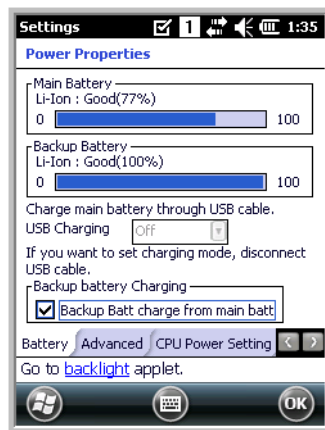 Settings 1 1:35
Power Properties
Main Battery
Li-Ion : Good(77%)
0 100
Backup Battery
Li-Ion : Good(100%)
0 100
Charge main battery through USB cable.
USB Charging Off
If you want to set charging mode, disconnect
USB cable.
Backup battery Charging
Backup Batt charge from main batt
Battery Advanced CPU Power Setting
Go to backlight applet.
OK